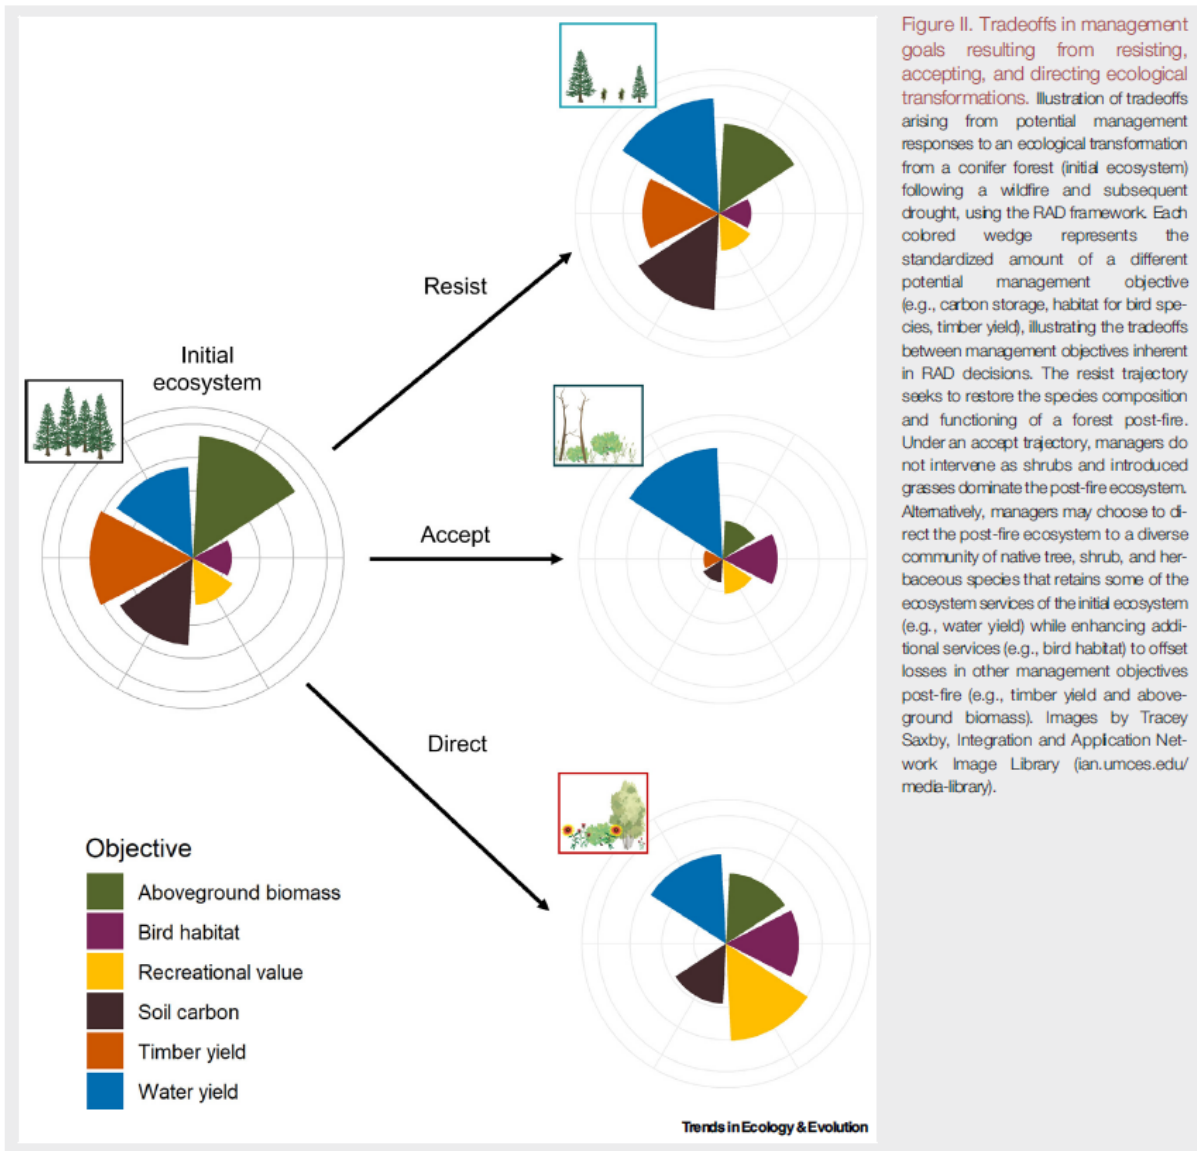 Resist
Initial
ecosystem
Accept
Direct
Objective
Aboveground biomass
Bird habitat
Recreational value
Soil carbon
Timber yield
Water yield
Trends in Ecology & Evolution
Figure II. Tradeoffs in management
goals resulting from resisting,
accepting, and directing ecological
transformations. Illustration of tradeoffs
arising from potential management
responses to an ecological transformation
from a conifer forest (initial ecosystem)
following a wildfire and subsequent
drought, using the RAD framework. Each
colored wedge represents the
standardized amount of a different
potential management objective
(e.g., carbon storage, habitat for bird spe-
cies, timber yield), illustrating the tradeoffs
between management objectives inherent
in RAD decisions. The resist trajectory
seeks to restore the species composition
and functioning of a forest post-fire.
Under an accept trajectory, managers do
not intervene as shrubs and introduced
grasses dominate the post-fire ecosystem.
Alternatively, managers may choose to di-
rect the post-fire ecosystem to a diverse
community of native tree, shrub, and her-
baceous species that retains some of the
ecosystem services of the initial ecosystem
(e.g., water yield) while enhancing addi-
tional services (e.g., bird habitat) to offset
losses in other management objectives
post-fire (e.g., timber yield and above-
ground biomass). Images by Tracey
Saxby, Integration and Application Net-
work Image Library (ian.umces.edu/
media-library).